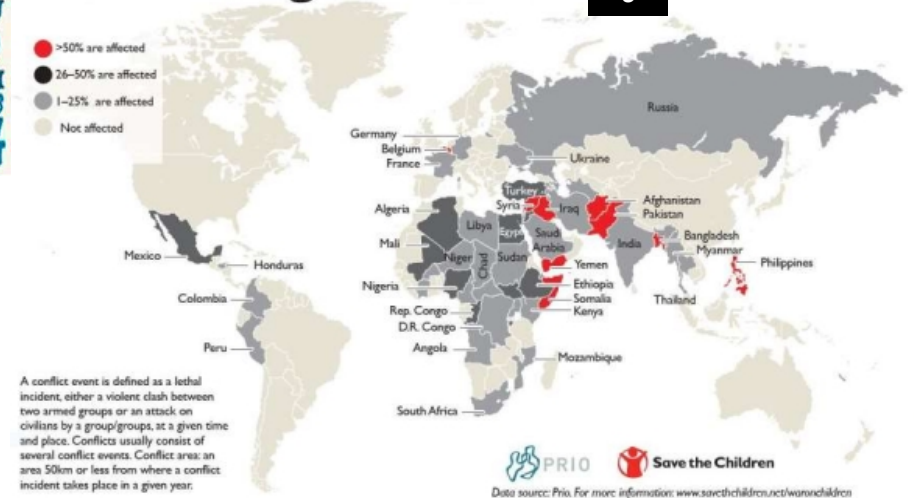 >50% are affected
26–50% are affected
1–25% are affected
Not affected
Russia
Germany
Belgium
France
Ukraine
Turkey
Syria
Iraq
Afghanistan
Pakistan
Algeria
Libya
Egypt
Saudi
Arabia
India
Bangladesh
Myanmar
Philippines
Mali
Niger
Chad
Sudan
Yemen
Mexico
Honduras
Nigeria
Ethiopia
Somalia
Kenya
Thailand
Colombia
Rep. Congo
D.R. Congo
Peru
Angola
Mozambique
South Africa
A conflict event is defined as a lethal
incident, either a violent clash between
two armed groups or an attack on
civilians by a group/groups, at a given time
and place. Conflicts usually consist of
several conflict events. Conflict area: an
area 50km or less from where a conflict
incident takes place in a given year.
PRIO
Save the Children
Data source: Prio. For more information: www.savethechildren.net/waronchildren